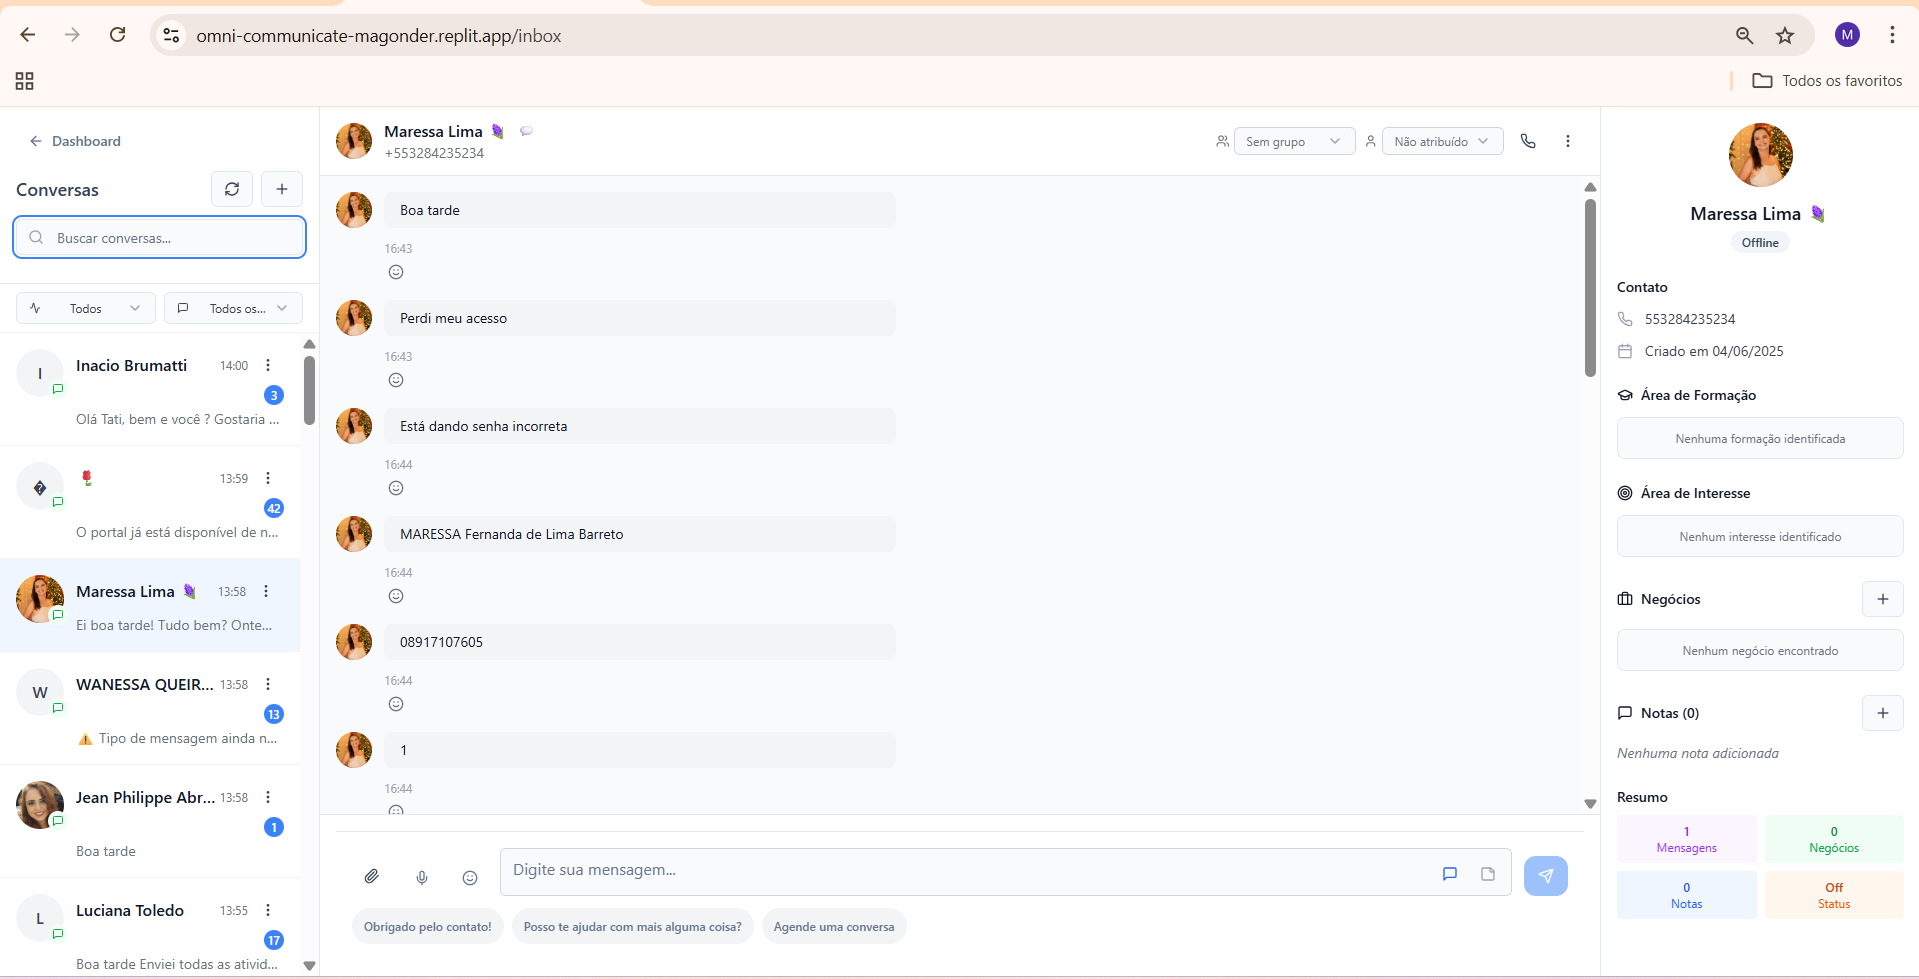 omni-communicate-magonder.replit.app/inbox
M
Todos os favoritos
Dashboard
Conversas
Buscar conversas...
Todos
Todos os...
I
Inacio Brumatti
14:00
3
Olá Tati, bem e você ? Gostaria ...
�
🌹
13:59
42
O portal já está disponível de n...
Maressa Lima
13:58
Ei boa tarde! Tudo bem? Onte...
W
WANESSA QUEIR...
13:58
13
⚠️ Tipo de mensagem ainda n...
Jean Philippe Abr...
13:58
1
Boa tarde
L
Luciana Toledo
13:55
17
Boa tarde Enviei todas as ativid...
Maressa Lima
+553284235234
Sem grupo
Não atribuído
Boa tarde
16:43
Perdi meu acesso
16:43
Está dando senha incorreta
16:44
MARESSA Fernanda de Lima Barreto
16:44
08917107605
16:44
1
16:44
Digite sua mensagem...
Obrigado pelo contato!
Posso te ajudar com mais alguma coisa?
Agende uma conversa
Maressa Lima
Offline
Contato
553284235234
Criado em 04/06/2025
Área de Formação
Nenhuma formação identificada
Área de Interesse
Nenhum interesse identificado
Negócios
Nenhum negócio encontrado
Notas (0)
Nenhuma nota adicionada
Resumo
1
Mensagens
0
Negócios
0
Notas
Off
Status